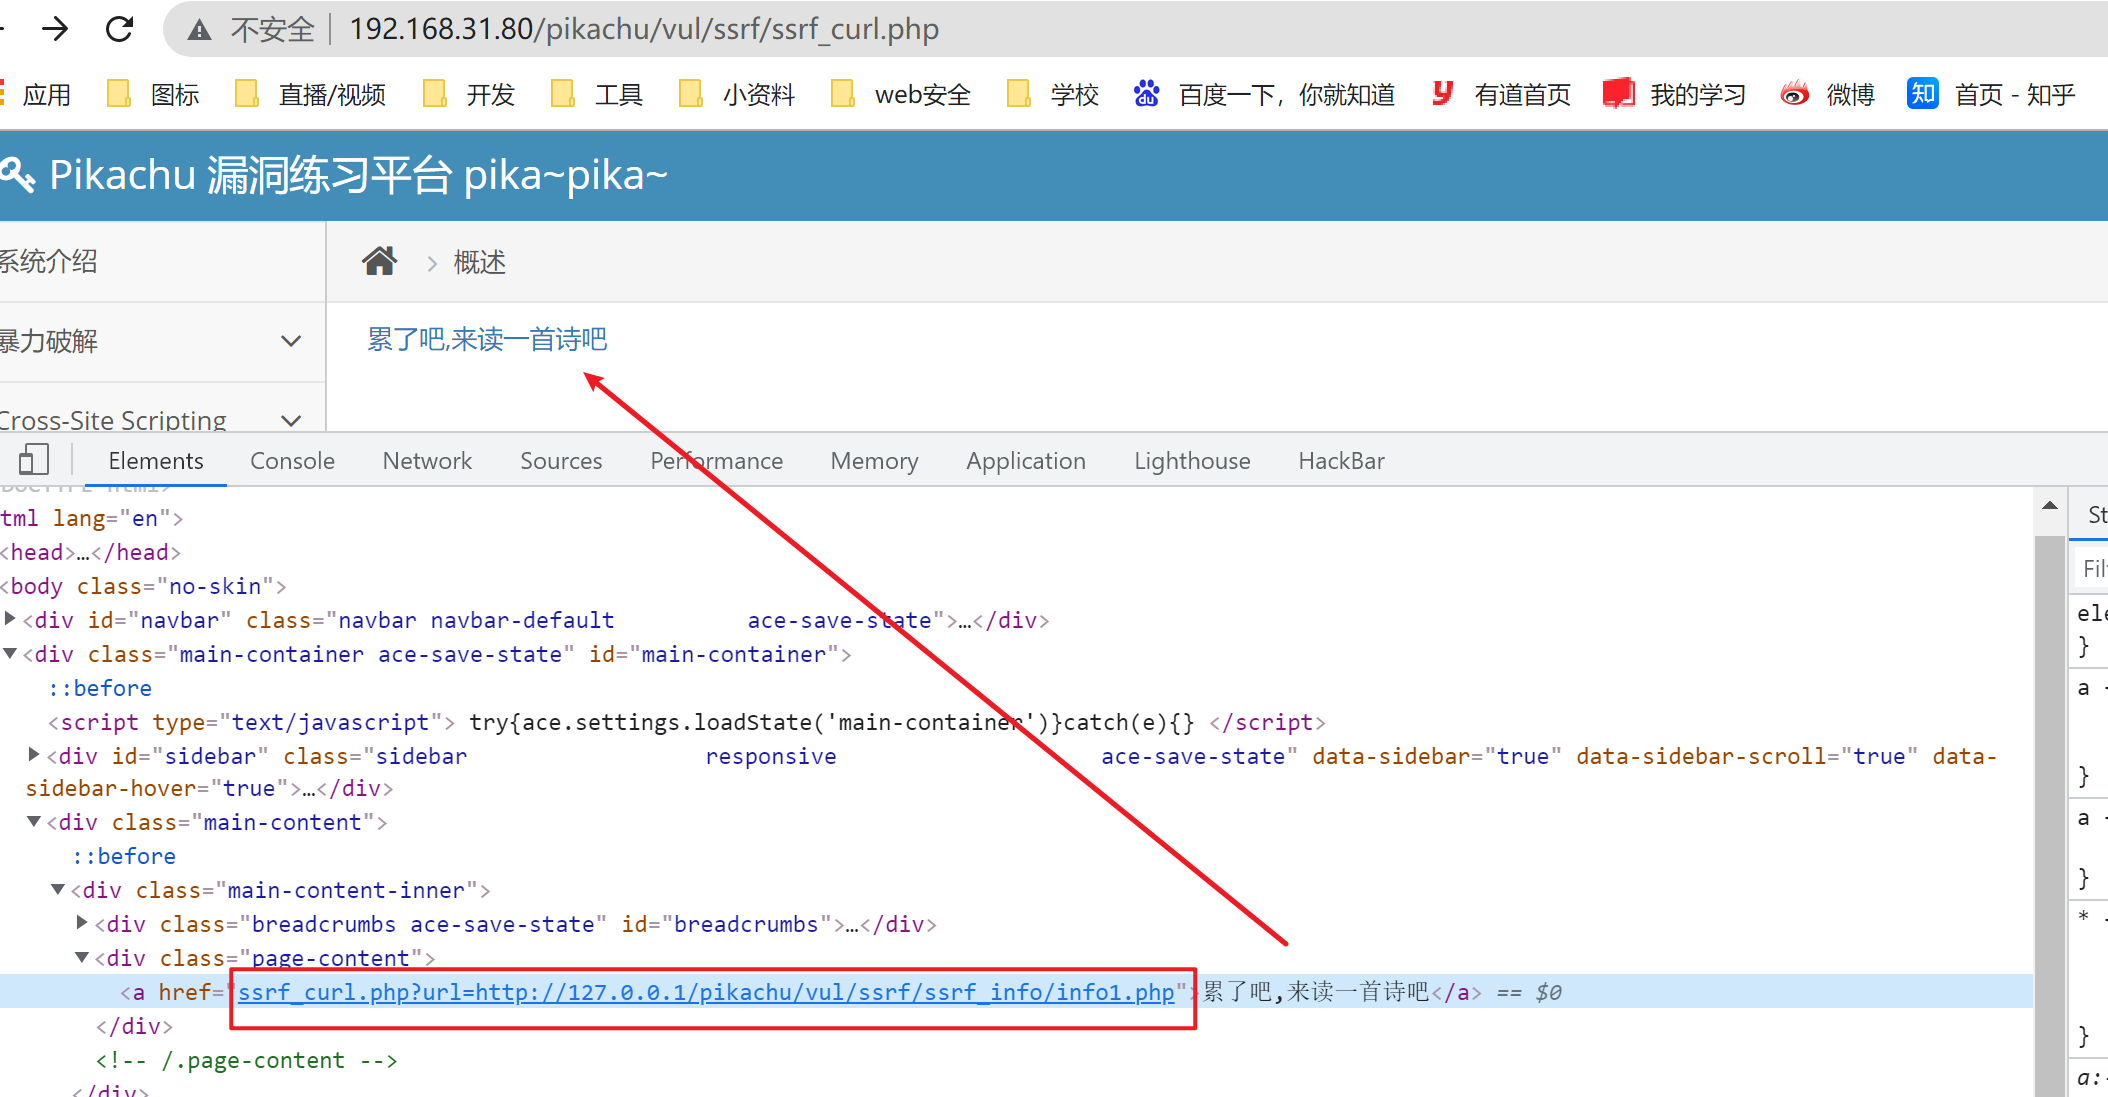 不安全 192.168.31.80/pikachu/vul/ssrf/ssrf_curl.php
应用 图标 直播/视频 开发 工具 小资料 web安全 学校 百度一下，你就知道 有道首页 我的学习 微博 知 首页 - 知乎
Pikachu 漏洞练习平台 pika~pika~
系统介绍
概述
暴力破解
累了吧,来读一首诗吧
Cross-Site Scripting
Elements Console Network Sources Performance Memory Application Lighthouse HackBar
tml lang="en">
St
<head>…</head>
<body class="no-skin">
Fil
<div id="navbar" class="navbar navbar-default ace-save-state">…</div>
ele
<div class="main-container ace-save-state" id="main-container">
}
::before
a
<script type="text/javascript"> try{ace.settings.loadState('main-container')}catch(e){} </script>
<div id="sidebar" class="sidebar responsive ace-save-state" data-sidebar="true" data-sidebar-scroll="true" data-
sidebar-hover="true">…</div>
}
<div class="main-content">
a
::before
<div class="main-content-inner">
}
<div class="breadcrumbs ace-save-state" id="breadcrumbs">…</div>
*
<div class="page-content">
<a href="ssrf_curl.php?url=http://127.0.0.1/pikachu/vul/ssrf/ssrf_info/info1.php">累了吧,来读一首诗吧</a> == $0
</div>
}
<!-- /.page-content -->
a:
</div>